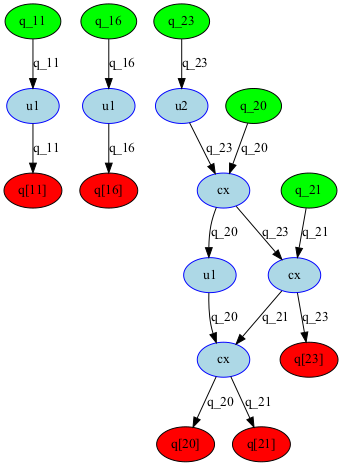 q_11 q_16 q_23
q_11 q_16 q_23
u1 u1 u2 q_20
q_11 q_16 q_23 q_20
q[11] q[16] cx q_21
q_20 q_23 q_21
u1 cx
q_20 q_21 q_23
cx q[23]
q_20 q_21
q[20] q[21]